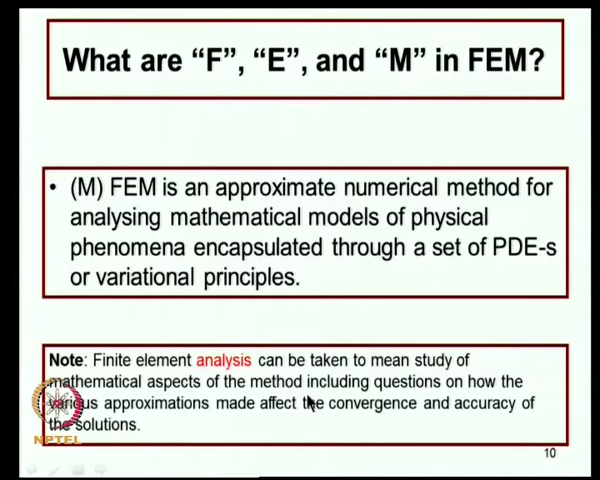 What are “F”, “E”, and “M” in FEM?
• (M) FEM is an approximate numerical method for
analysing mathematical models of physical
phenomena encapsulated through a set of PDE-s
or variational principles.
Note: Finite element analysis can be taken to mean study of
mathematical aspects of the method including questions on how the
various approximations made affect the convergence and accuracy of
the solutions.
NPTEL
10